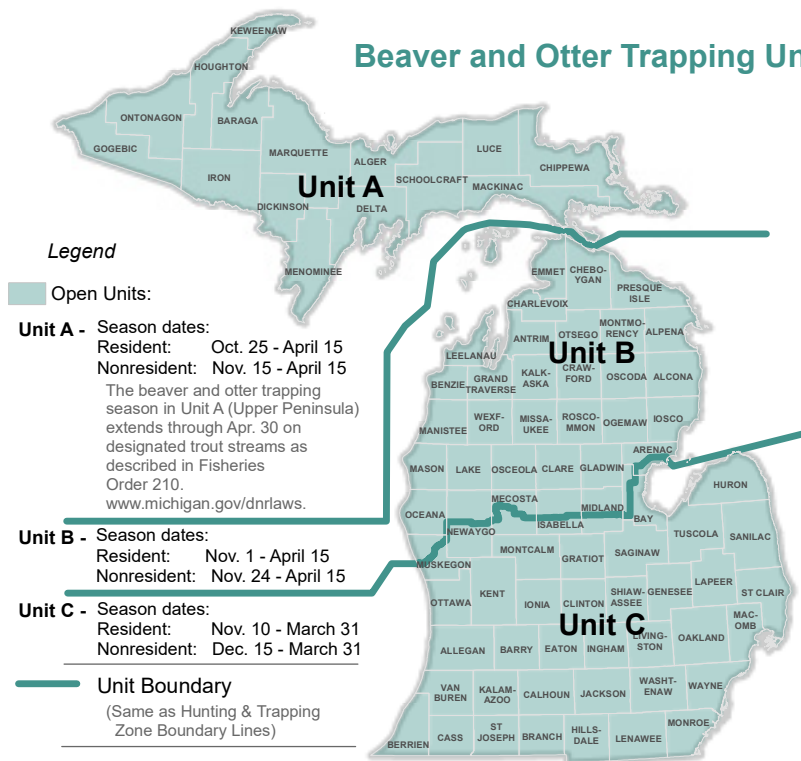 Beaver and Otter Trapping Un
KEWEENAW
HOUGHTON
ONTONAGON
BARAGA
GOGEBIC
MARQUETTE
ALGER
LUCE
CHIPPEWA
IRON
SCHOOLCRAFT
MACKINAC
Unit A
DICKINSON
DELTA
MENOMINEE
Legend
Open Units:
Unit A - Season dates:
Resident: Oct. 25 - April 15
Nonresident: Nov. 15 - April 15
The beaver and otter trapping
season in Unit A (Upper Peninsula)
extends through Apr. 30 on
designated trout streams as
described in Fisheries
Order 210.
www.michigan.gov/dnrlaws.
Unit B - Season dates:
Resident: Nov. 1 - April 15
Nonresident: Nov. 24 - April 15
Unit C - Season dates:
Resident: Nov. 10 - March 31
Nonresident: Dec. 15 - March 31
Unit Boundary
(Same as Hunting & Trapping
Zone Boundary Lines)
EMMET
CHEBO-
YGAN
PRESQUE
ISLE
CHARLEVOIX
ANTRIM
OTSEGO
MONTMO-
RENCY
ALPENA
Unit B
LEELANAU
BENZIE
GRAND
TRAVERSE
KALK-
ASKA
CRAW-
FORD
OSCODA
ALCONA
MANISTEE
WEXF-
ORD
MISSA-
UKEE
ROSCO-
MMON
OGEMAW
IOSCO
ARENAC
MASON
LAKE
OSCEOLA
CLARE
GLADWIN
HURON
OCEANA
NEWAYGO
MECOSTA
ISABELLA
MIDLAND
BAY
TUSCOLA
SANILAC
MUSKEGON
MONTCALM
GRATIOT
SAGINAW
OTTAWA
KENT
IONIA
CLINTON
SHIAW-
ASSEE
GENESEE
LAPEER
ST CLAIR
Unit C
MAC-
OMB
ALLEGAN
BARRY
EATON
INGHAM
LIVING-
STON
OAKLAND
VAN
BUREN
KALAM-
AZOO
CALHOUN
JACKSON
WASHT-
ENAW
WAYNE
BERRIEN
CASS
ST
JOSEPH
BRANCH
HILLS-
DALE
LENAWEE
MONROE